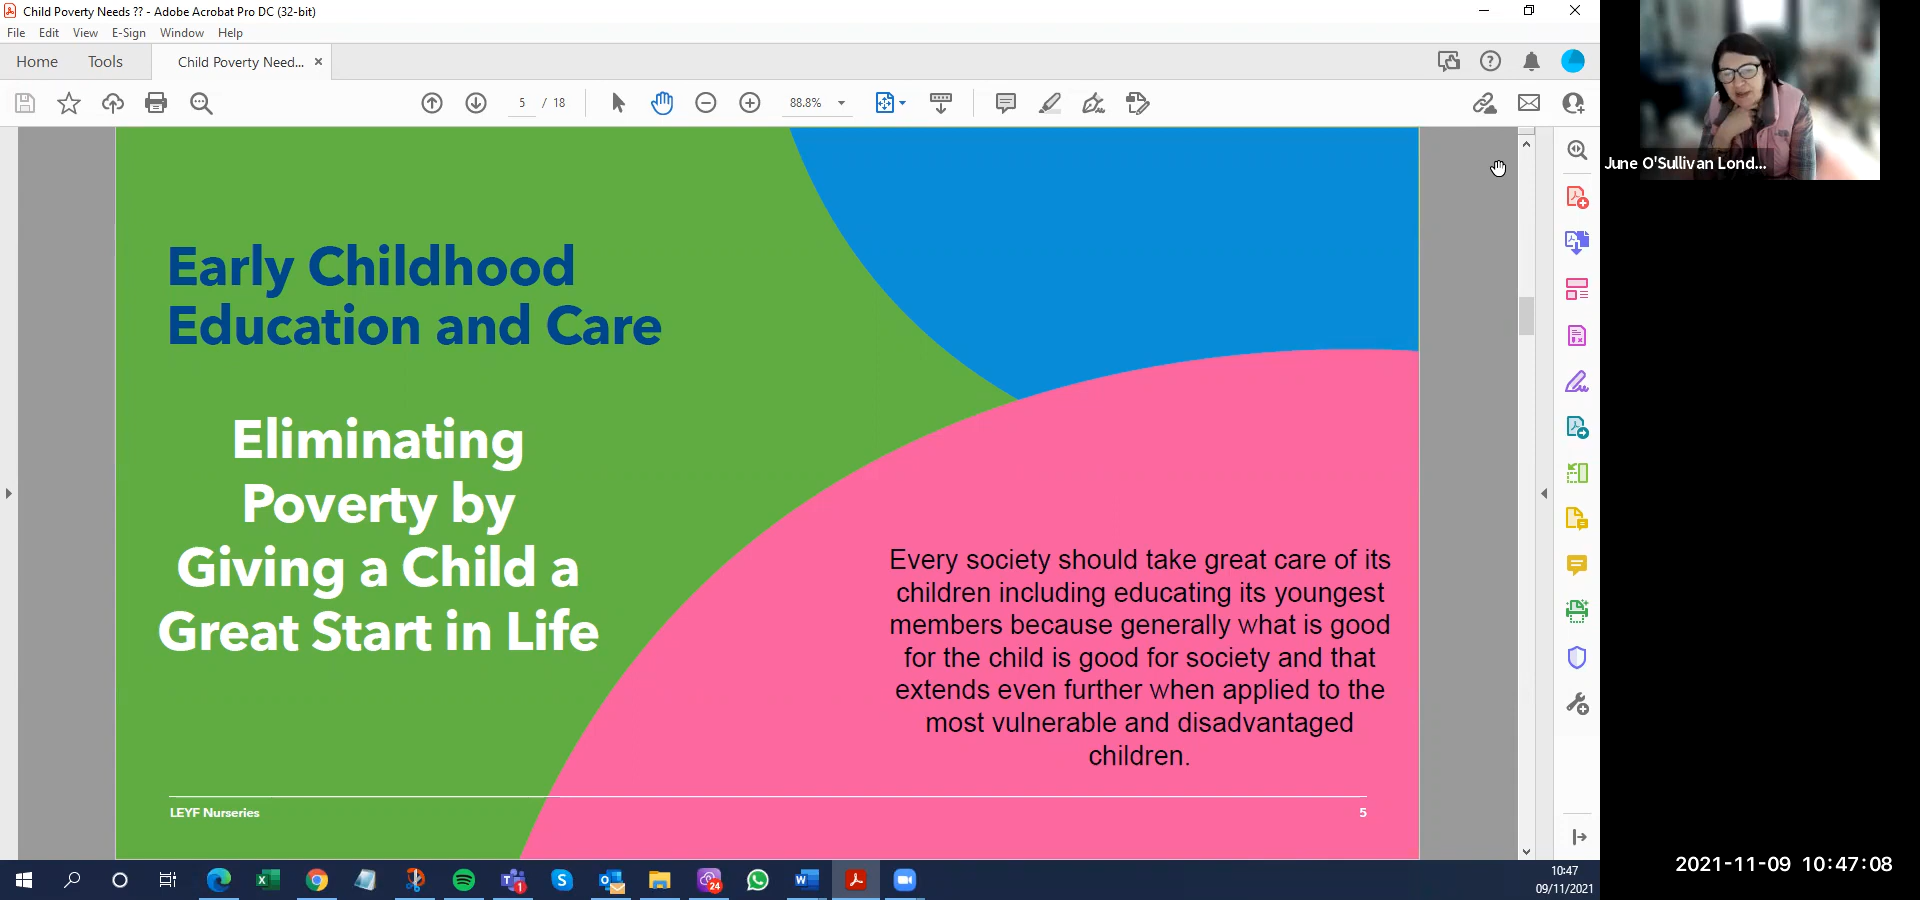 Child Poverty Needs ?? - Adobe Acrobat Pro DC (32-bit)
File Edit View E-Sign Window Help
Home Tools Child Poverty Need... ×
5 / 18 88.8%
June O'Sullivan Lond...
Early Childhood
Education and Care
Eliminating
Poverty by
Giving a Child a
Great Start in Life
Every society should take great care of its
children including educating its youngest
members because generally what is good
for the child is good for society and that
extends even further when applied to the
most vulnerable and disadvantaged
children.
LEYF Nurseries 5
24
1
10:47
09/11/2021
2021-11-09 10:47:08